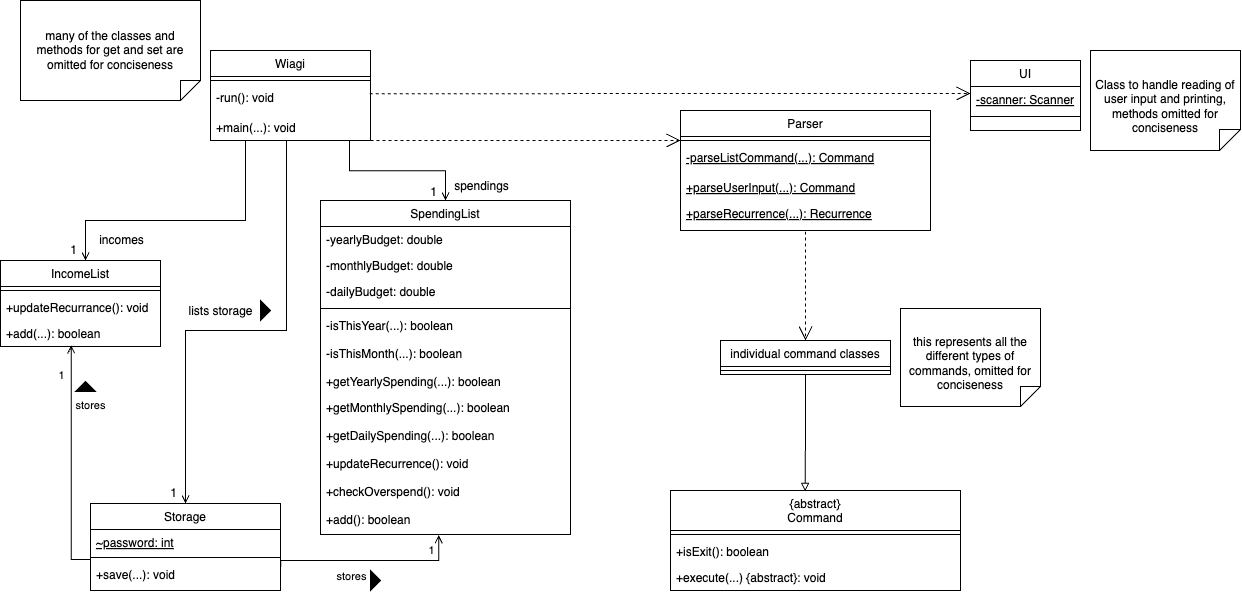 many of the classes and
methods for get and set are
omitted for conciseness
Wiagi
-run(): void
+main(...): void
UI
-scanner: Scanner
Class to handle reading of
user input and printing,
methods omitted for
conciseness
Parser
-parseListCommand(...): Command
+parseUserInput(...): Command
+parseRecurrence(...): Recurrence
1
spendings
SpendingList
-yearlyBudget: double
-monthlyBudget: double
-dailyBudget: double
-isThisYear(...): boolean
-isThisMonth(...): boolean
+getYearlySpending(...): boolean
+getMonthlySpending(...): boolean
+getDailySpending(...): boolean
+updateRecurrence(): void
+checkOverspend(): void
+add(): boolean
incomes
1
IncomeList
+updateRecurrance(): void
+add(...): boolean
lists storage
1
stores
individual command classes
this represents all the
different types of
commands, omitted for
conciseness
1
Storage
~password: int
+save(...): void
1
stores
{abstract}
Command
+isExit(): boolean
+execute(...) {abstract}: void